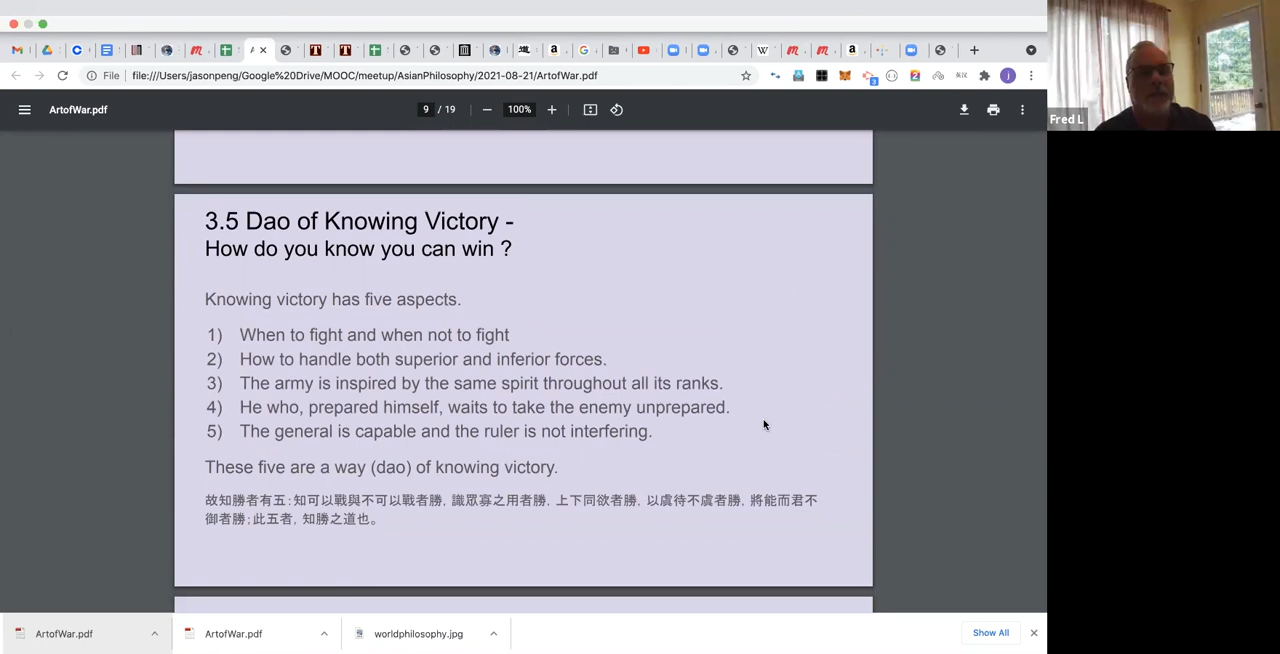 File
file:///Users/jasonpeng/Google%20Drive/MOOC/meetup/AsianPhilosophy/2021-08-21/ArtofWar.pdf
ArtofWar.pdf
9 / 19
100%
Fred L
3.5 Dao of Knowing Victory -
How do you know you can win ?
Knowing victory has five aspects.
1) When to fight and when not to fight
2) How to handle both superior and inferior forces.
3) The army is inspired by the same spirit throughout all its ranks.
4) He who, prepared himself, waits to take the enemy unprepared.
5) The general is capable and the ruler is not interfering.
These five are a way (dao) of knowing victory.
故知勝者有五：知可以戰與不可以戰者勝，識眾寡之用者勝，上下同欲者勝，以虞待不虞者勝，將能而君不
御者勝；此五者，知勝之道也。
ArtofWar.pdf
ArtofWar.pdf
worldphilosophy.jpg
Show All